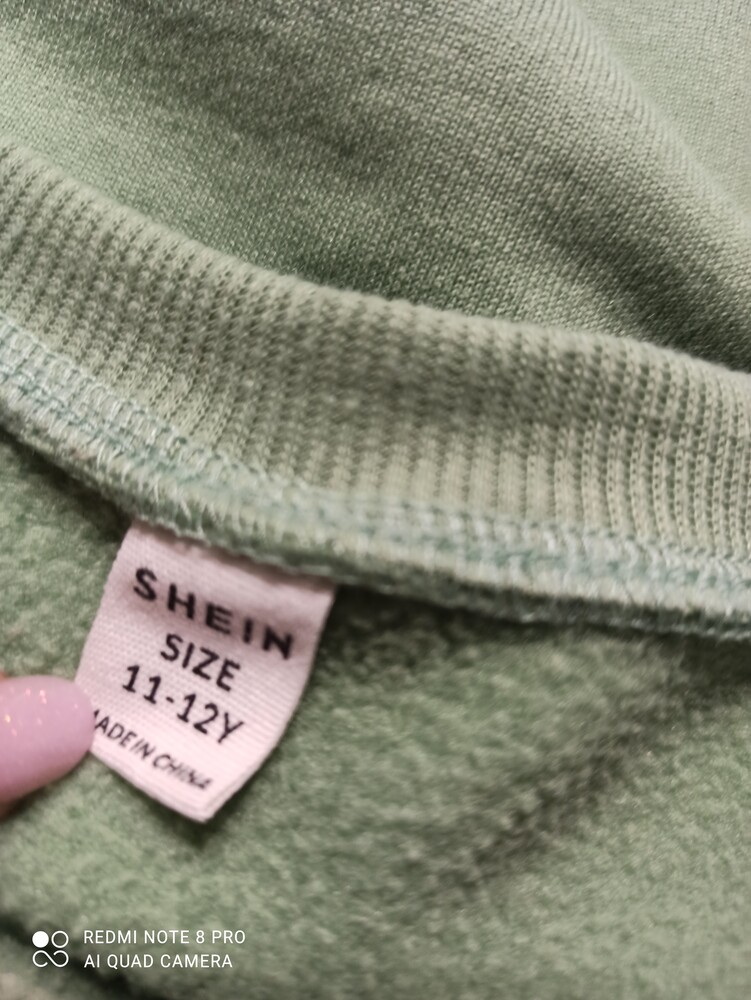 SHEIN
SIZE
11-12Y
MADE IN CHINA
REDMI NOTE 8 PRO
AI QUAD CAMERA